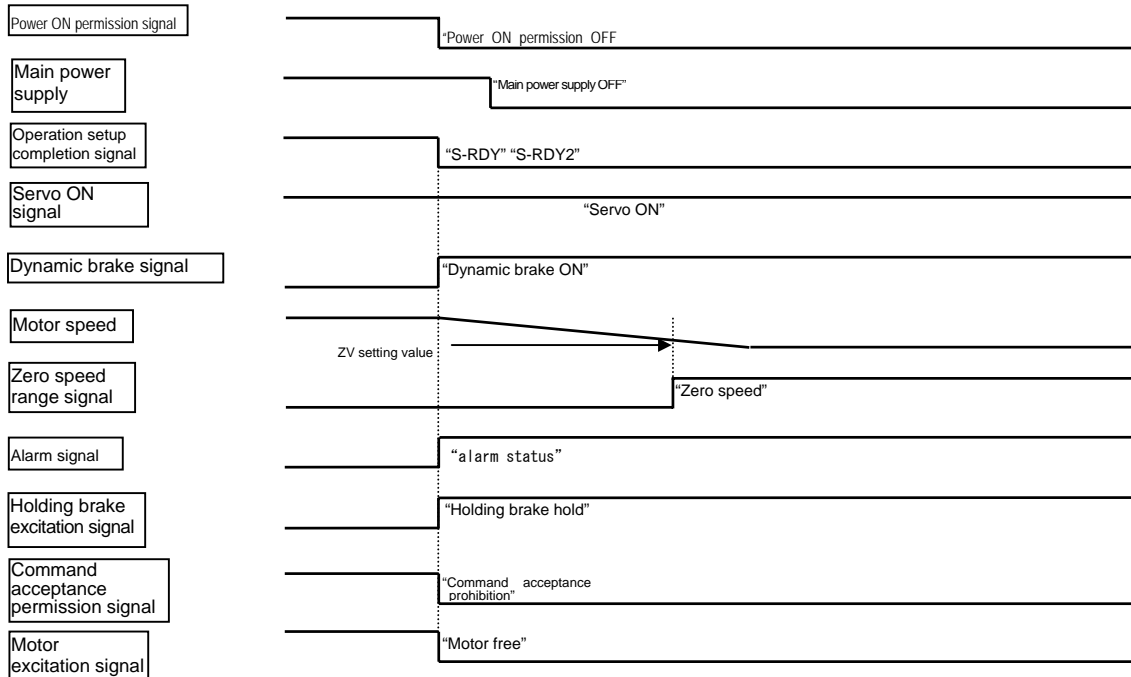 Power ON permission signal
“Power ON permission OFF
Main power
supply
“Main power supply OFF”
Operation setup
completion signal
“S-RDY” “S-RDY2”
Servo ON
signal
“Servo ON”
Dynamic brake signal
“Dynamic brake ON”
Motor speed
ZV setting value
Zero speed
range signal
“Zero speed”
Alarm signal
“alarm status”
Holding brake
excitation signal
“Holding brake hold”
Command
acceptance
permission signal
“Command acceptance
prohibition”
Motor
excitation signal
“Motor free”